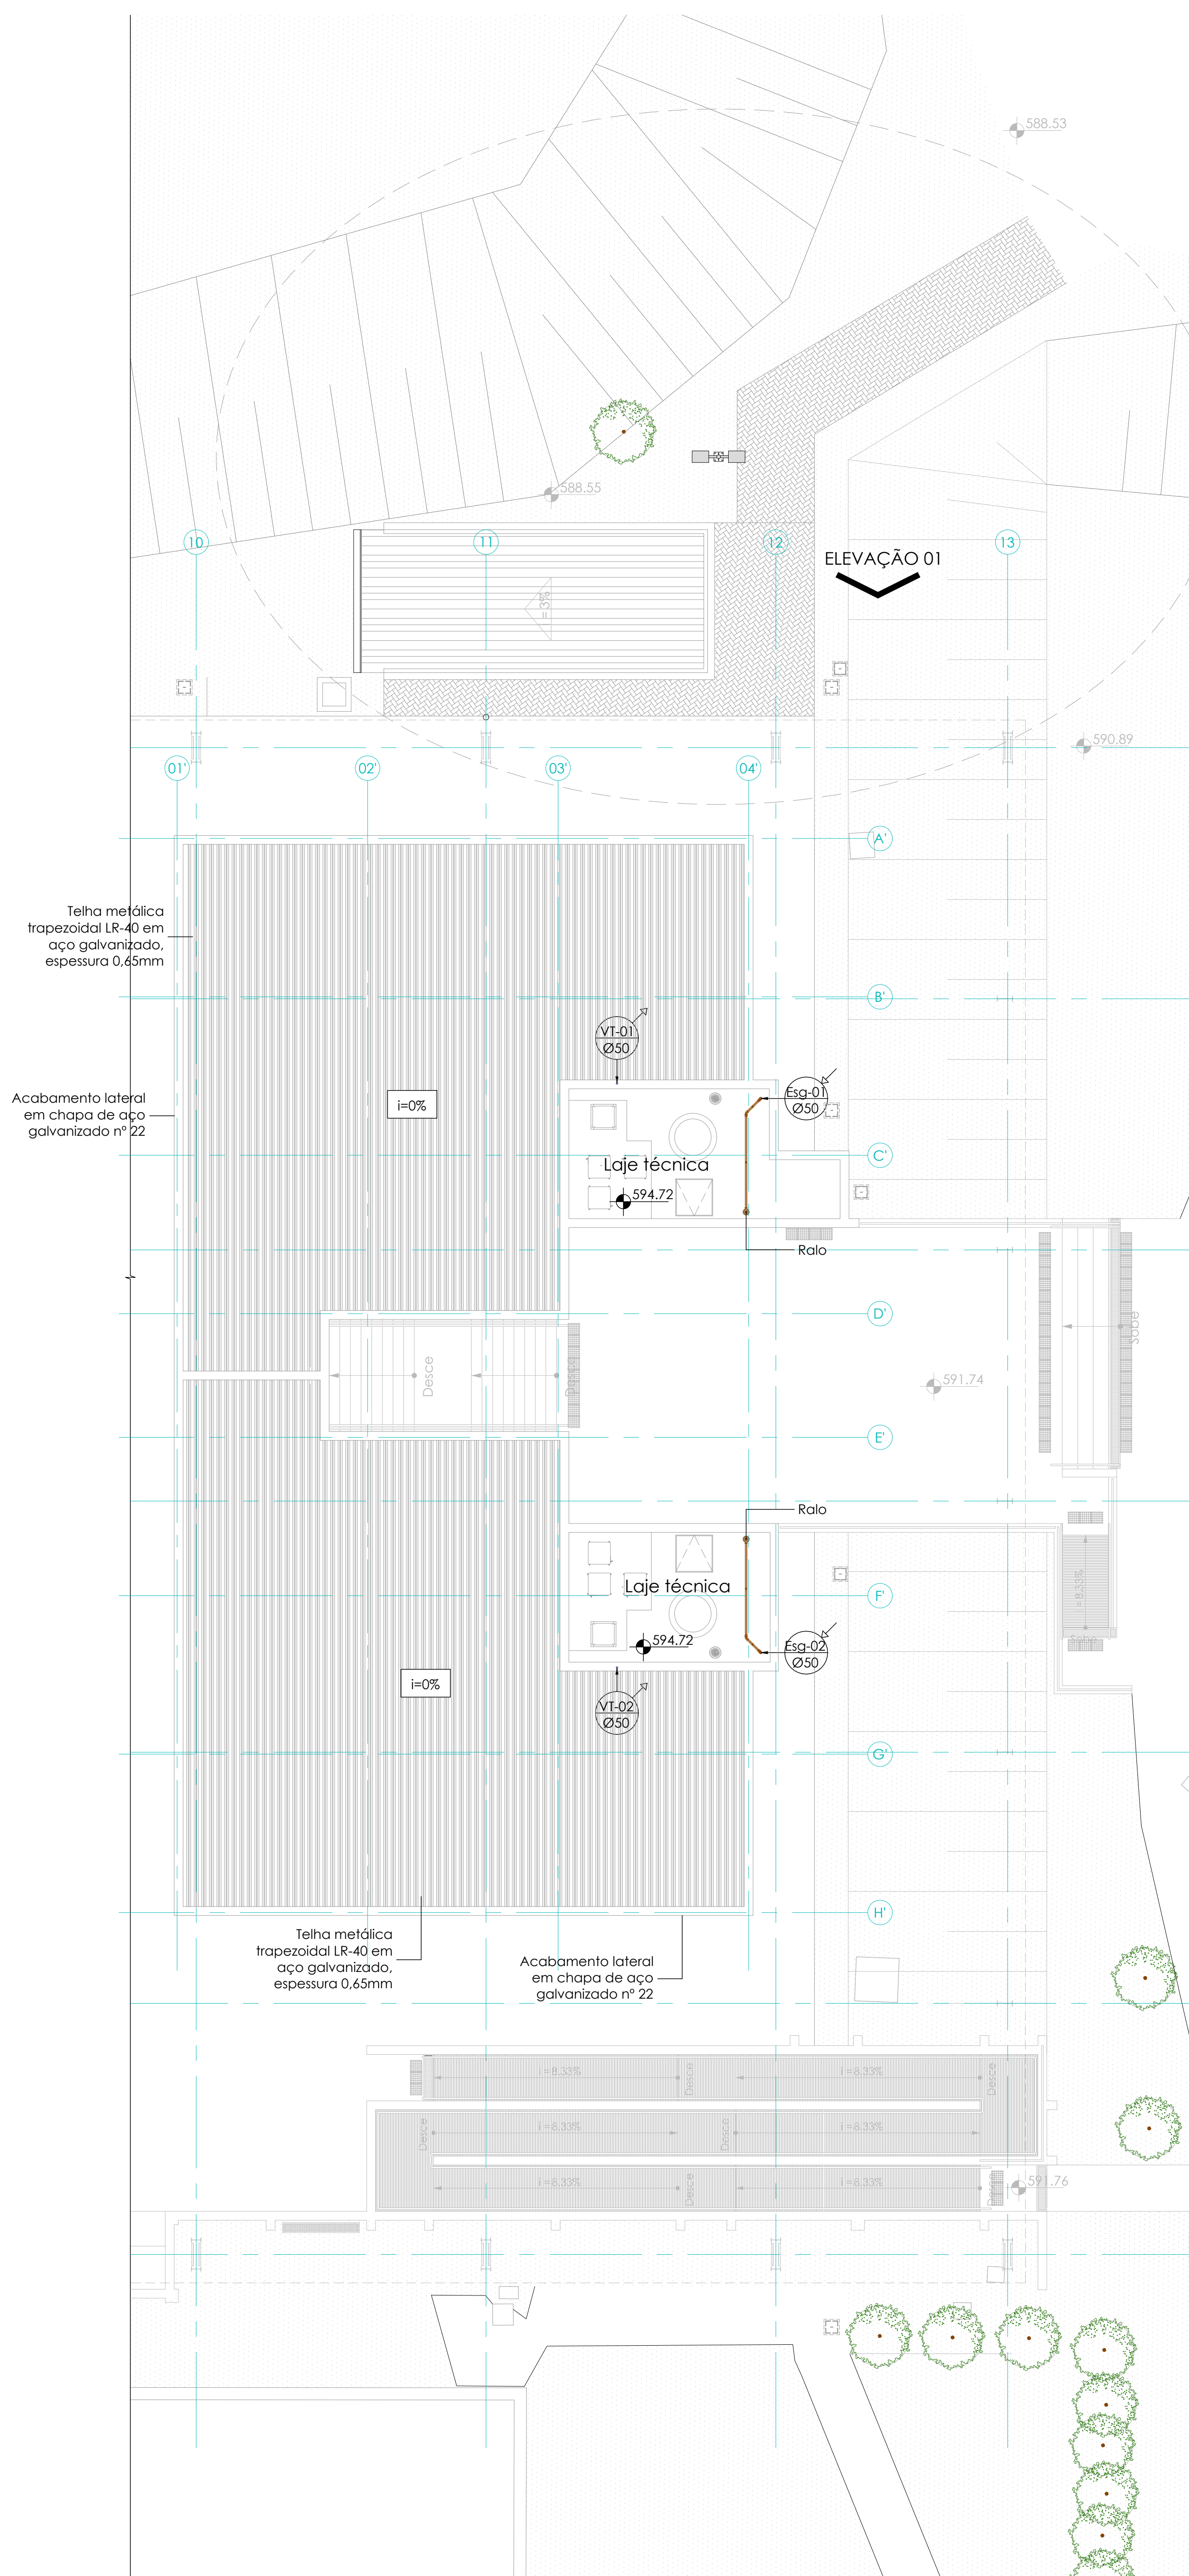 588.53
588.55
10
11
12
13
ELEVAÇÃO 01
i = 3%
590.89
01'
02'
03'
04'
A'
Telha metálica
trapezoidal LR-40 em
aço galvanizado,
espessura 0,65mm
B'
VT-01
Ø50
Acabamento lateral
em chapa de aço
galvanizado nº 22
i=0%
Esg-01
Ø50
C'
Laje técnica
594.72
Ralo
D'
Sobe
Desce
Desce
591.74
E'
Ralo
i =8.33%
Laje técnica
F'
Sobe
594.72
Esg-02
Ø50
i=0%
VT-02
Ø50
G'
H'
Telha metálica
trapezoidal LR-40 em
aço galvanizado,
espessura 0,65mm
Acabamento lateral
em chapa de aço
galvanizado nº 22
i =8.33%
Desce
i =8.33%
Desce
Desce
i =8.33%
Desce
i =8.33%
i =8.33%
Desce
i =8.33%
Desce
591.76